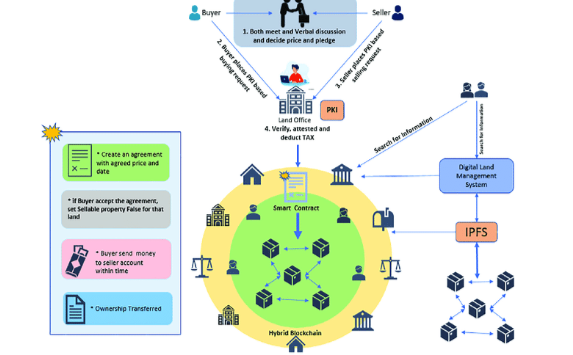 Buyer
Seller
1. Both meet and Verbal discussion
and decide price and pledge
2. Buyer places PKI based
buying request
3. Seller places PKI based
selling request
Land Office
PKI
4. Verify, attested and
deduct TAX
Search for Information
Search for Information
Digital Land
Management
System
IPFS
* Create an agreement
with agreed price and
date
* if Buyer accept the agreement,
set Sellable property False for that
land
* Buyer send money
to seller account
within time
* Ownership Transferred
Smart Contract
Hybrid Blockchain